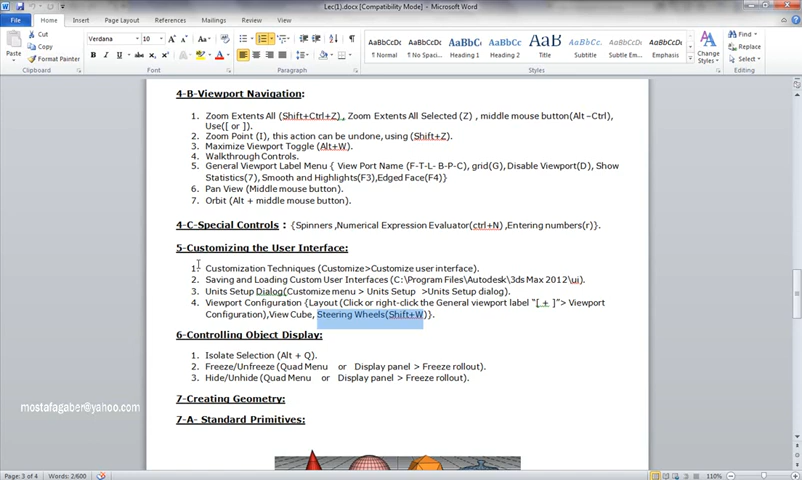 Lec(1).docx [Compatibility Mode] - Microsoft Word
File Home Insert Page Layout References Mailings Review View
Cut
Copy
Format Painter
Paste
Clipboard
Verdana 10
B I U
Font
Paragraph
AaBbCcDc AaBbCcDc AaBbCc AaBbCc AaB AaBbCc. AaBbCcDc AaBbCcDc
¶ Normal ¶ No Spaci... Heading 1 Heading 2 Title Subtitle Subtle Em... Emphasis
Change Styles
Styles
Find
Replace
Select
Editing
4-B-Viewport Navigation:
1. Zoom Extents All (Shift+Ctrl+Z), Zoom Extents All Selected (Z) , middle mouse button(Alt –Ctrl),
Use([ or ]).
2. Zoom Point (I), this action can be undone, using (Shift+Z).
3. Maximize Viewport Toggle (Alt+W).
4. Walkthrough Controls.
5. General Viewport Label Menu { View Port Name (F-T-L- B-P-C), grid(G),Disable Viewport(D), Show
Statistics(7), Smooth and Highlights(F3),Edged Face(F4)}
6. Pan View (Middle mouse button).
7. Orbit (Alt + middle mouse button).
4-C-Special Controls : {Spinners ,Numerical Expression Evaluator(ctrl+N) ,Entering numbers(r)}.
5-Customizing the User Interface:
1. Customization Techniques (Customize>Customize user interface).
2. Saving and Loading Custom User Interfaces (C:\Program Files\Autodesk\3ds Max 2012\ui).
3. Units Setup Dialog(Customize menu > Units Setup >Units Setup dialog).
4. Viewport Configuration {Layout (Click or right-click the General viewport label “[ + ]”> Viewport
Configuration),View Cube, Steering Wheels(Shift+W)}.
6-Controlling Object Display:
1. Isolate Selection (Alt + Q).
2. Freeze/Unfreeze (Quad Menu or Display panel > Freeze rollout).
3. Hide/Unhide (Quad Menu or Display panel > Freeze rollout).
7-Creating Geometry:
mostafagaber@yahoo.com
7-A- Standard Primitives:
Page: 3 of 4 Words: 2/600 110%